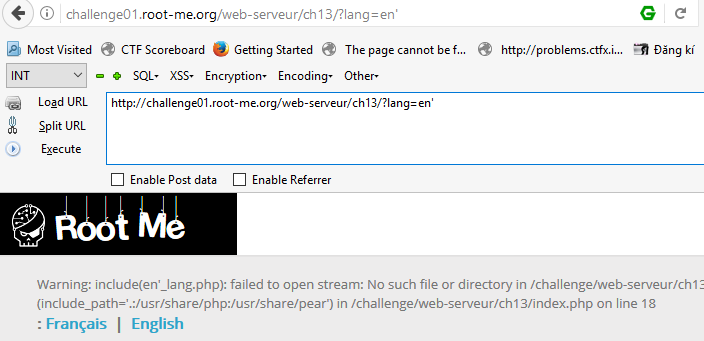 challenge01.root-me.org/web-serveur/ch13/?lang=en'
Most Visited CTF Scoreboard Getting Started The page cannot be f... http://problems.ctfx.i... Đăng kí
INT SQL XSS Encryption Encoding Other
Load URL
Split URL
Execute
http://challenge01.root-me.org/web-serveur/ch13/?lang=en'
Enable Post data Enable Referrer
Root Me
Warning: include(en'_lang.php): failed to open stream: No such file or directory in /challenge/web-serveur/ch13
(include_path='.:/usr/share/php:/usr/share/pear') in /challenge/web-serveur/ch13/index.php on line 18
: Français | English